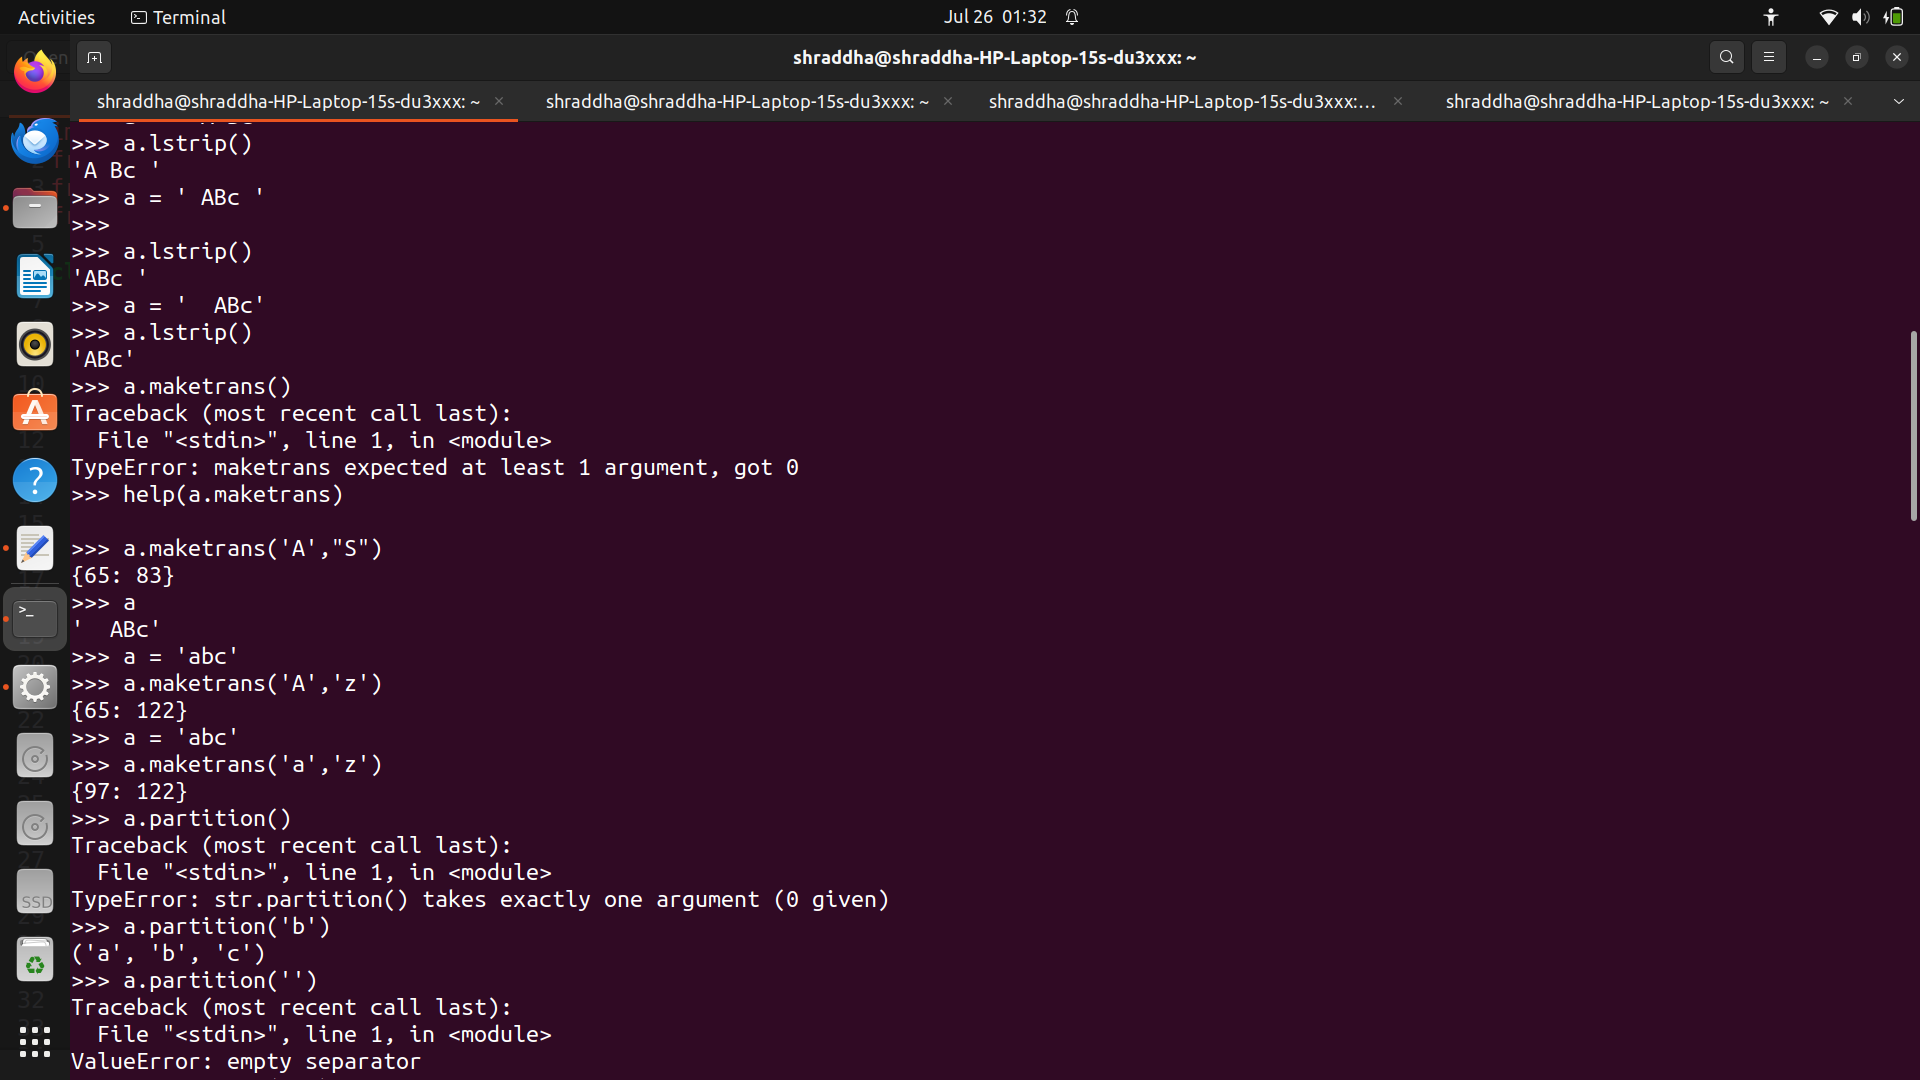 Activities
Terminal
Jul 26 01:32
shraddha@shraddha-HP-Laptop-15s-du3xxx: ~
shraddha@shraddha-HP-Laptop-15s-du3xxx: ~
shraddha@shraddha-HP-Laptop-15s-du3xxx: ~
shraddha@shraddha-HP-Laptop-15s-du3xxx:...
shraddha@shraddha-HP-Laptop-15s-du3xxx: ~
>>> a.lstrip()
'A Bc '
>>> a = ' ABc '
>>>
>>> a.lstrip()
'ABc '
>>> a = '  ABc'
>>> a.lstrip()
'ABc'
>>> a.maketrans()
Traceback (most recent call last):
  File "<stdin>", line 1, in <module>
TypeError: maketrans expected at least 1 argument, got 0
>>> help(a.maketrans)
>>> a.maketrans('A',"S")
{65: 83}
>>> a
'  ABc'
>>> a = 'abc'
>>> a.maketrans('A','z')
{65: 122}
>>> a = 'abc'
>>> a.maketrans('a','z')
{97: 122}
>>> a.partition()
Traceback (most recent call last):
  File "<stdin>", line 1, in <module>
TypeError: str.partition() takes exactly one argument (0 given)
>>> a.partition('b')
('a', 'b', 'c')
>>> a.partition('')
Traceback (most recent call last):
  File "<stdin>", line 1, in <module>
ValueError: empty separator
SSD